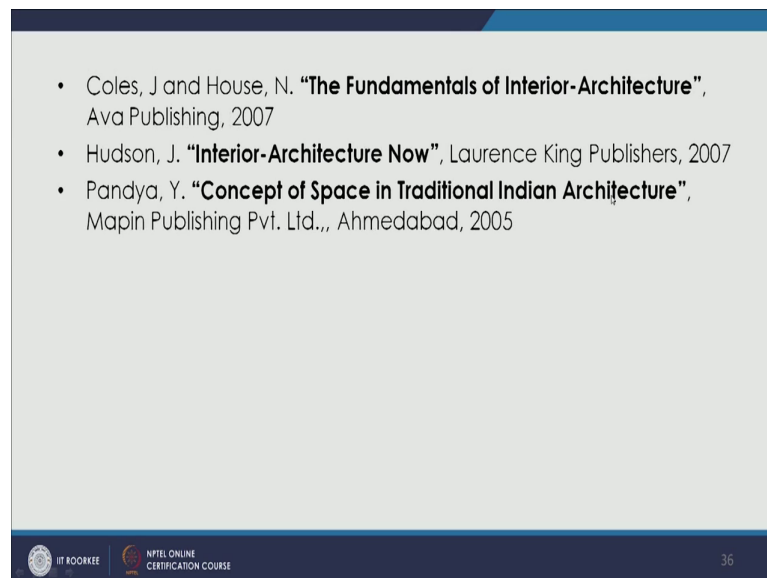 • Coles, J and House, N. “The Fundamentals of Interior-Architecture”,
Ava Publishing, 2007
• Hudson, J. “Interior-Architecture Now”, Laurence King Publishers, 2007
• Pandya, Y. “Concept of Space in Traditional Indian Architecture”,
Mapin Publishing Pvt. Ltd.,, Ahmedabad, 2005
IIT ROORKEE
NPTEL ONLINE
CERTIFICATION COURSE
36